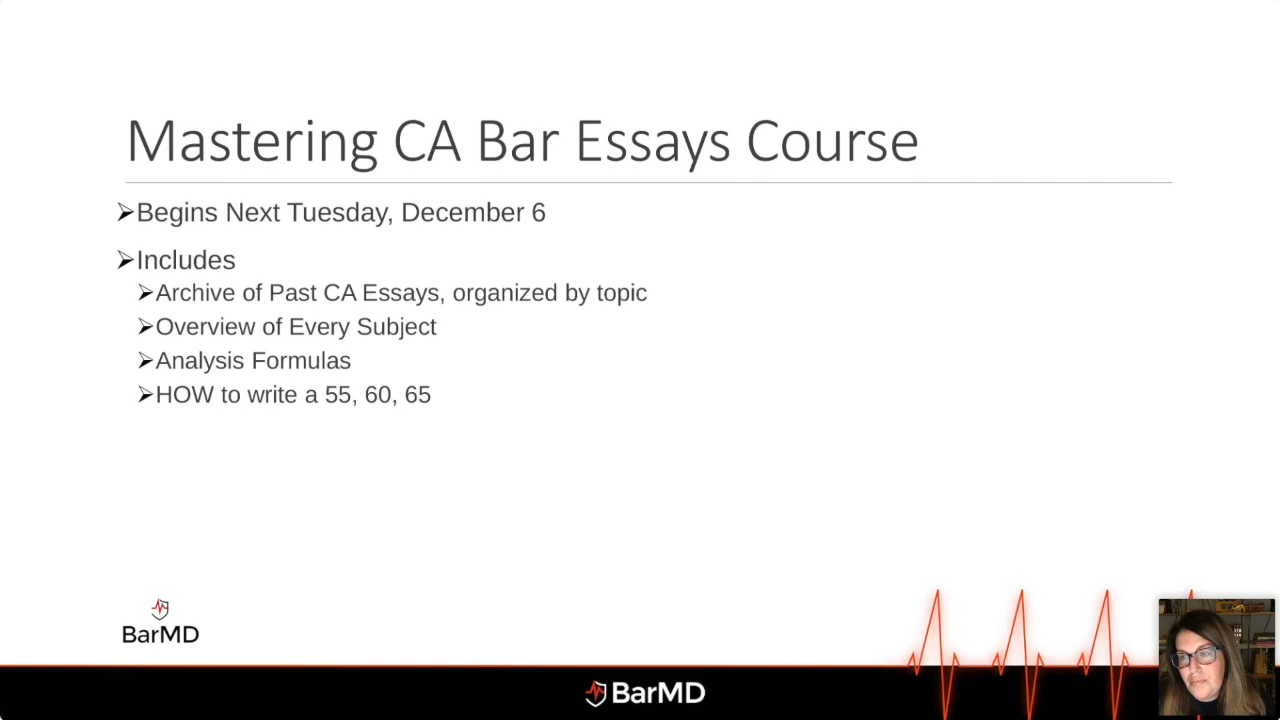 Mastering CA Bar Essays Course
➢Begins Next Tuesday, December 6
➢Includes
➢Archive of Past CA Essays, organized by topic
➢Overview of Every Subject
➢Analysis Formulas
➢HOW to write a 55, 60, 65
BarMD
BarMD